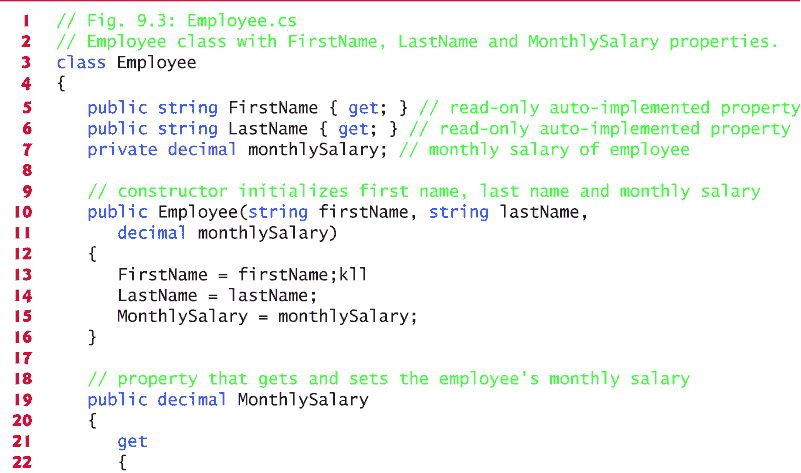 1 // Fig. 9.3: Employee.cs
2 // Employee class with FirstName, LastName and MonthlySalary properties.
3 class Employee
4 {
5 public string FirstName { get; } // read-only auto-implemented property
6 public string LastName { get; } // read-only auto-implemented property
7 private decimal monthlySalary; // monthly salary of employee
8
9 // constructor initializes first name, last name and monthly salary
10 public Employee(string firstName, string lastName,
11 decimal monthlySalary)
12 {
13 FirstName = firstName;kll
14 LastName = lastName;
15 MonthlySalary = monthlySalary;
16 }
17
18 // property that gets and sets the employee's monthly salary
19 public decimal MonthlySalary
20 {
21 get
22 {